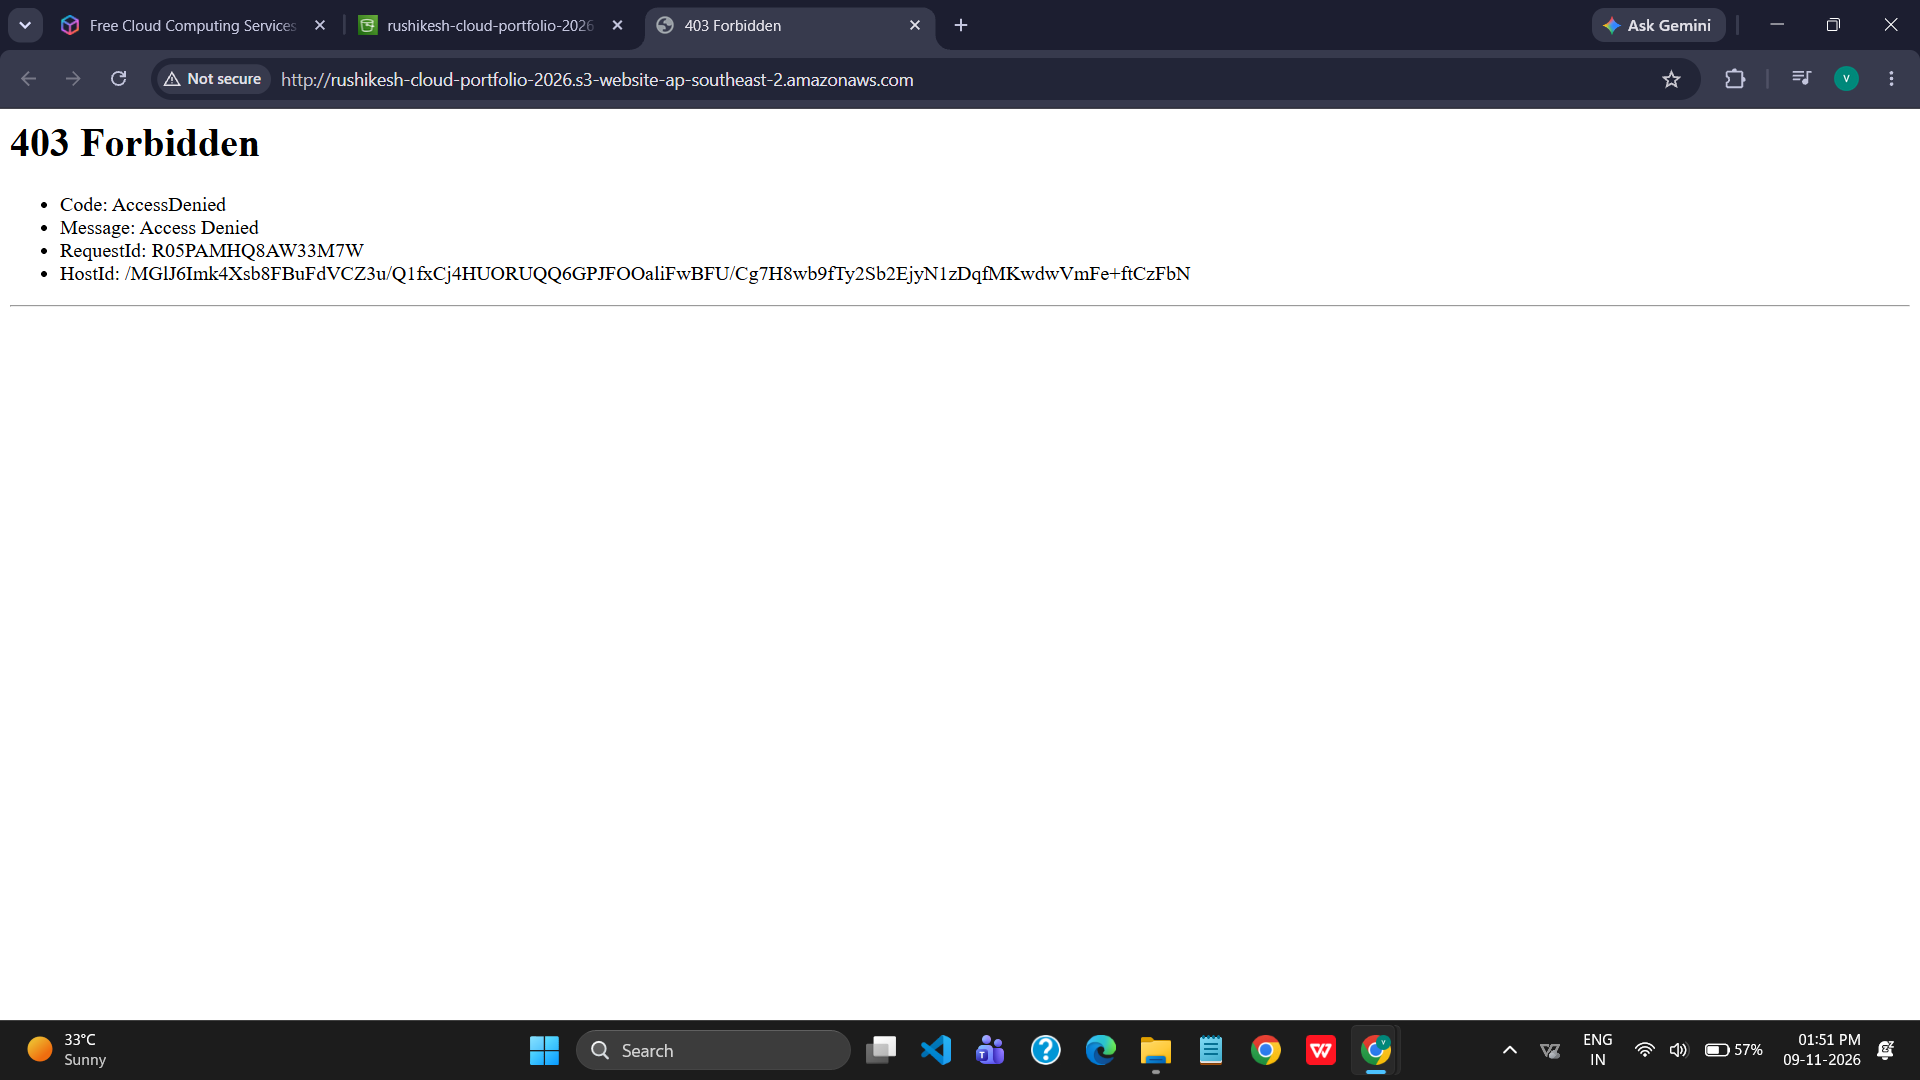 Free Cloud Computing Services
rushikesh-cloud-portfolio-2026
403 Forbidden
Ask Gemini
Not secure
http://rushikesh-cloud-portfolio-2026.s3-website-ap-southeast-2.amazonaws.com
V
403 Forbidden
• Code: AccessDenied
• Message: Access Denied
• RequestId: R05PAMHQ8AW33M7W
• HostId: /MGlJ6Imk4Xsb8FBuFdVCZ3u/Q1fxCj4HUORUQQ6GPJFOOaliFwBFU/Cg7H8wb9fTy2Sb2EjyN1zDqfMKwdwVmFe+ftCzFbN
33°C
Sunny
Search
ENG
IN
57%
01:51 PM
09-11-2026